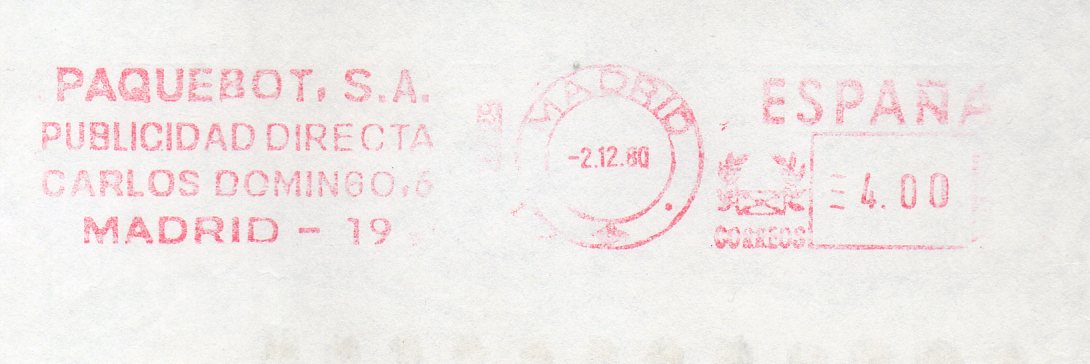 PAQUEBOT, S.A.
PUBLICIDAD DIRECTA
CARLOS DOMINGO, 6
MADRID - 19
MADRID
-2.12.80
ESPAÑA
4.00
CORREOS